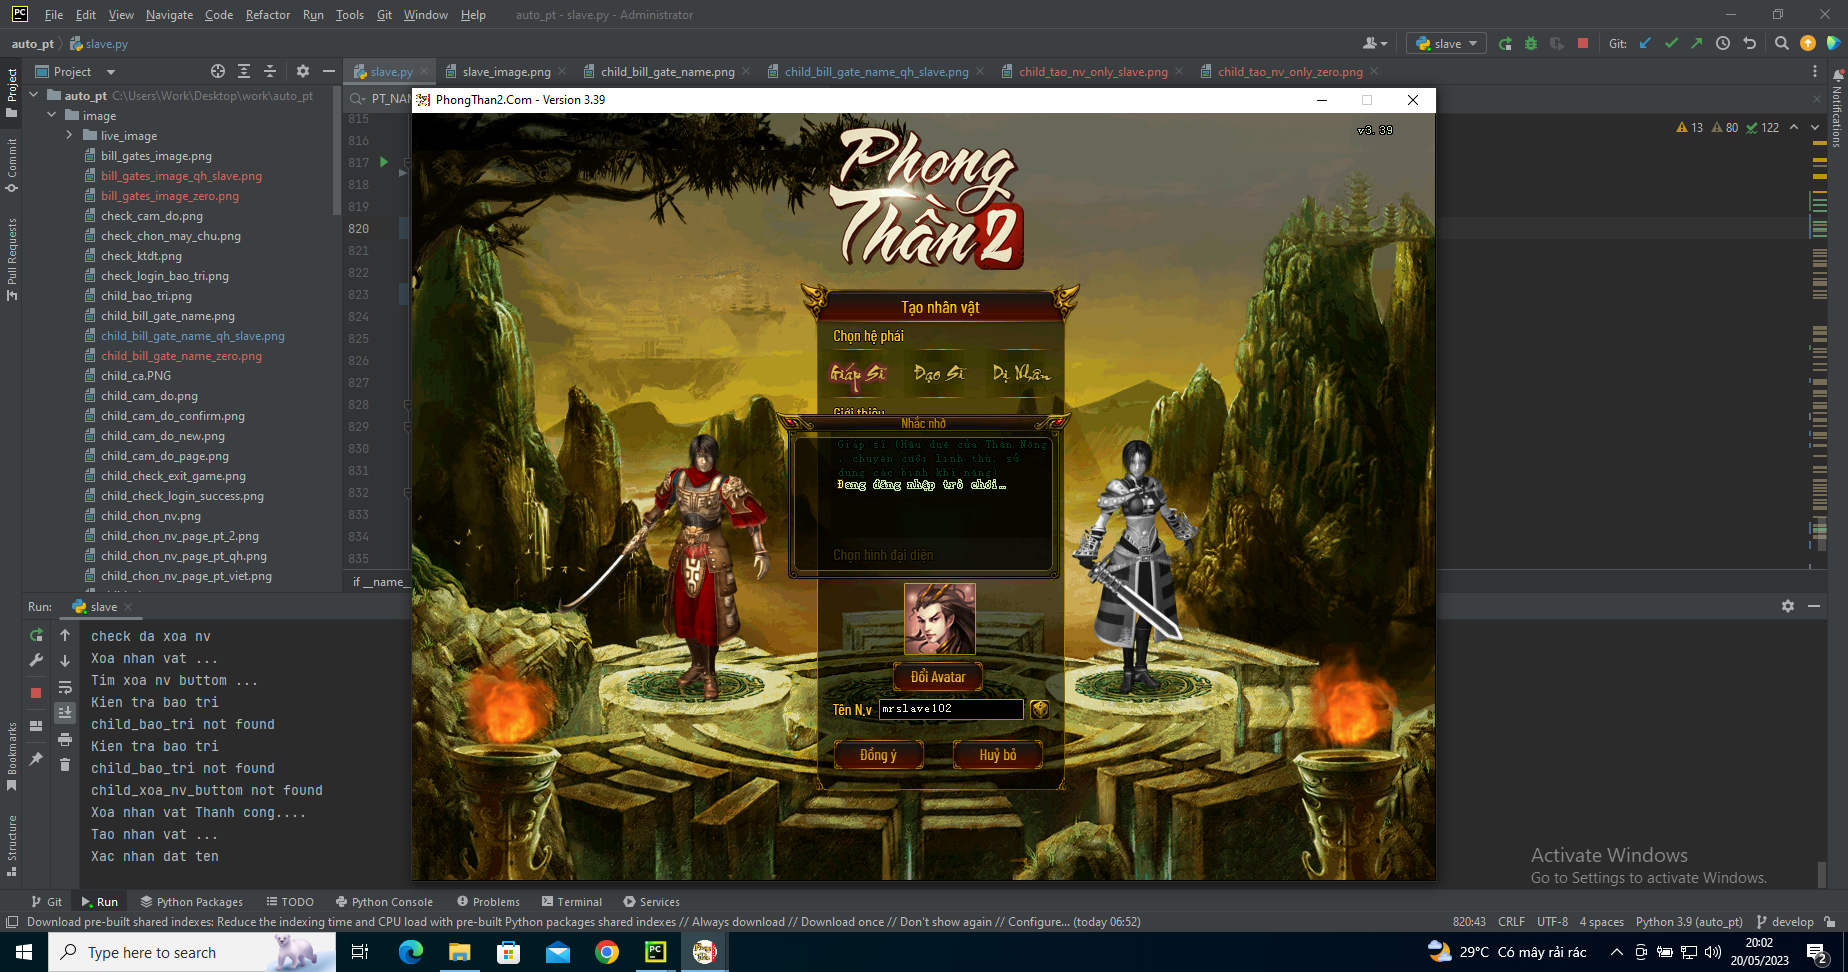 File Edit View Navigate Code Refactor Run Tools Git Window Help auto_pt - slave.py - Administrator
auto_pt slave.py
slave Git:
Project
slave.py slave_image.png child_bill_gate_name.png child_bill_gate_name_qh_slave.png child_tao_nv_only_slave.png child_tao_nv_only_zero.png
auto_pt C:\Users\Work\Desktop\work\auto_pt
image
live_image
bill_gates_image.png
bill_gates_image_qh_slave.png
bill_gates_image_zero.png
check_cam_do.png
check_chon_may_chu.png
check_ktdt.png
check_login_bao_tri.png
child_bao_tri.png
child_bill_gate_name.png
child_bill_gate_name_qh_slave.png
child_bill_gate_name_zero.png
child_ca.PNG
child_cam_do.png
child_cam_do_confirm.png
child_cam_do_new.png
child_cam_do_page.png
child_check_exit_game.png
child_check_login_success.png
child_chon_nv.png
child_chon_nv_page_pt_2.png
child_chon_nv_page_pt_qh.png
child_chon_nv_page_pt_viet.png
Project
Commit
Pull Requests
Bookmarks
Structure
Notifications
PT_NAM
815
816
817
818
819
820
821
822
823
824
825
826
827
828
829
830
831
832
833
834
835
if __name_
13 80 122
PhongThan2.Com - Version 3.39
v3.39
Phong
Thần 2
Tạo nhân vật
Chọn hệ phái
Giáp Sĩ Đạo Sĩ Dị Nhân
Giới thiệu
Nhắc nhở
Giáp sĩ (Hậu duệ của Thần Nông
, chuyên cưỡi linh thú, sử
dụng các binh khí nặng)
Đang đăng nhập trò chơi…
Chọn hình đại diện
Đổi Avatar
Tên N.v mrslave102
Đồng ý Huỷ bỏ
Run: slave
check da xoa nv
Xoa nhan vat ...
Tim xoa nv buttom ...
Kien tra bao tri
child_bao_tri not found
Kien tra bao tri
child_bao_tri not found
child_xoa_nv_buttom not found
Xoa nhan vat Thanh cong....
Tao nhan vat ...
Xac nhan dat ten
Activate Windows
Go to Settings to activate Windows.
Git Run Python Packages TODO Python Console Problems Terminal Services
Download pre-built shared indexes: Reduce the indexing time and CPU load with pre-built Python packages shared indexes // Always download // Download once // Don't show again // Configure... (today 06:52)
820:43 CRLF UTF-8 4 spaces Python 3.9 (auto_pt) develop
Type here to search
29°C Có mây rải rác
20:02
20/05/2023
2